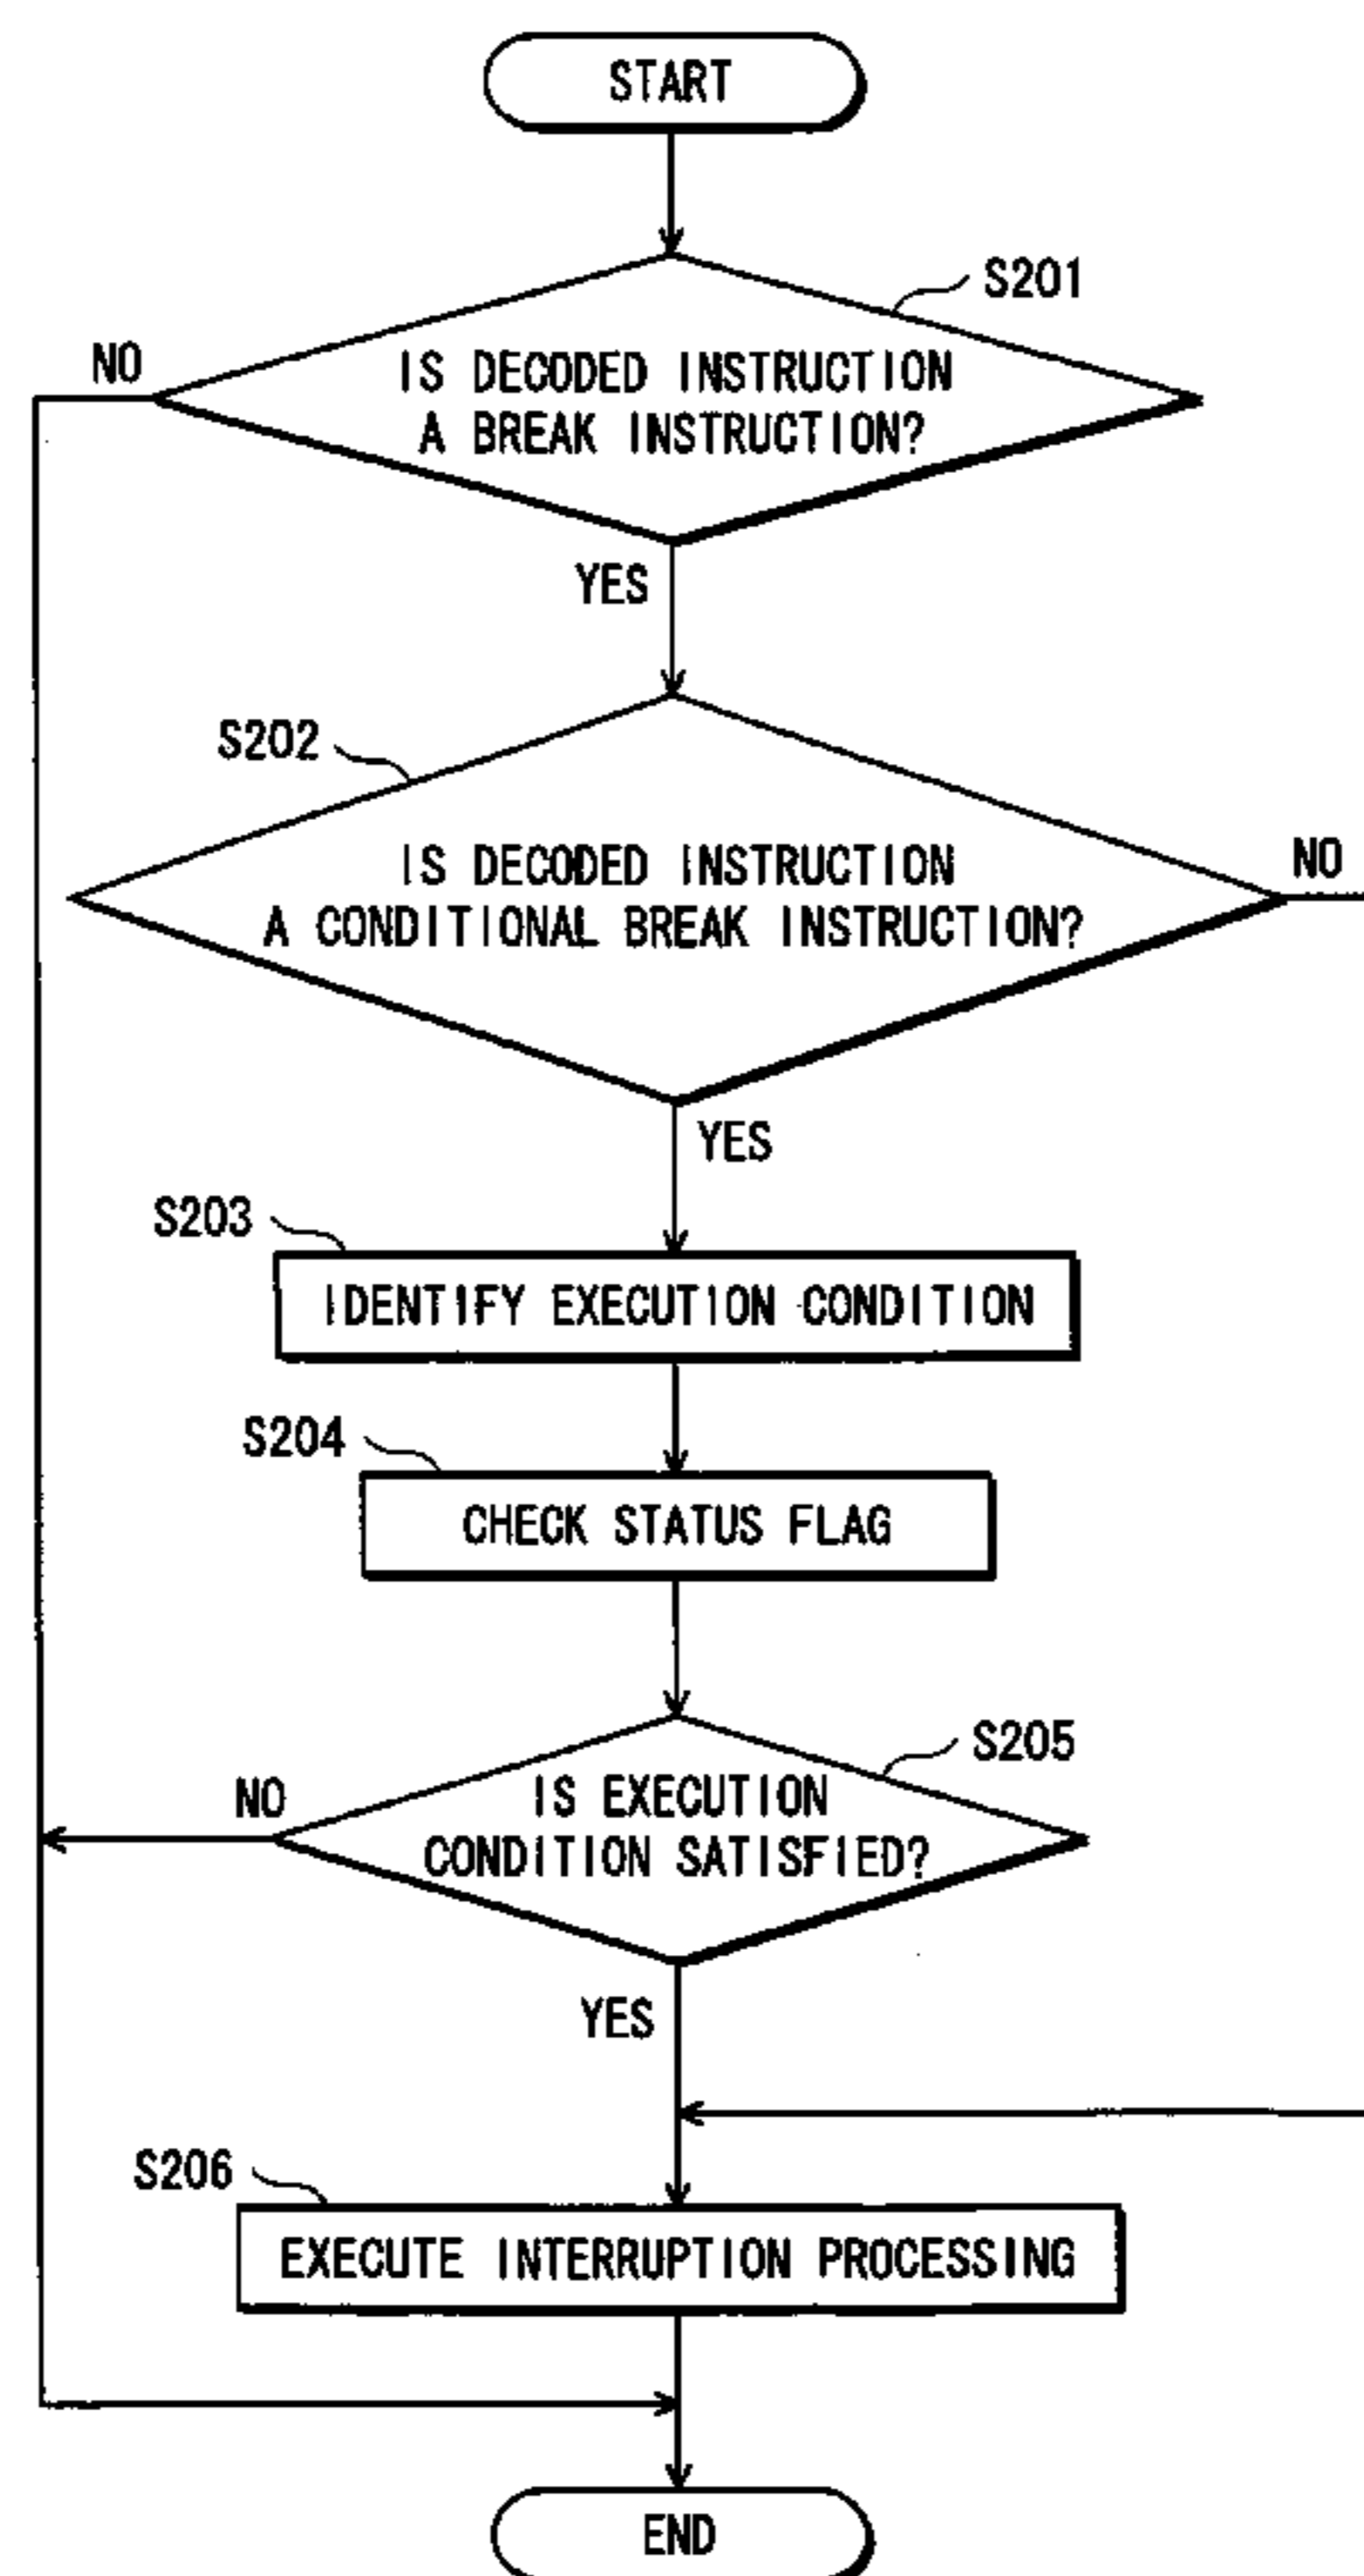 START
S201
NO
IS DECODED INSTRUCTION
A BREAK INSTRUCTION?
YES
S202
IS DECODED INSTRUCTION
A CONDITIONAL BREAK INSTRUCTION?
NO
YES
S203
IDENTIFY EXECUTION CONDITION
S204
CHECK STATUS FLAG
S205
NO
IS EXECUTION
CONDITION SATISFIED?
YES
S206
EXECUTE INTERRUPTION PROCESSING
END